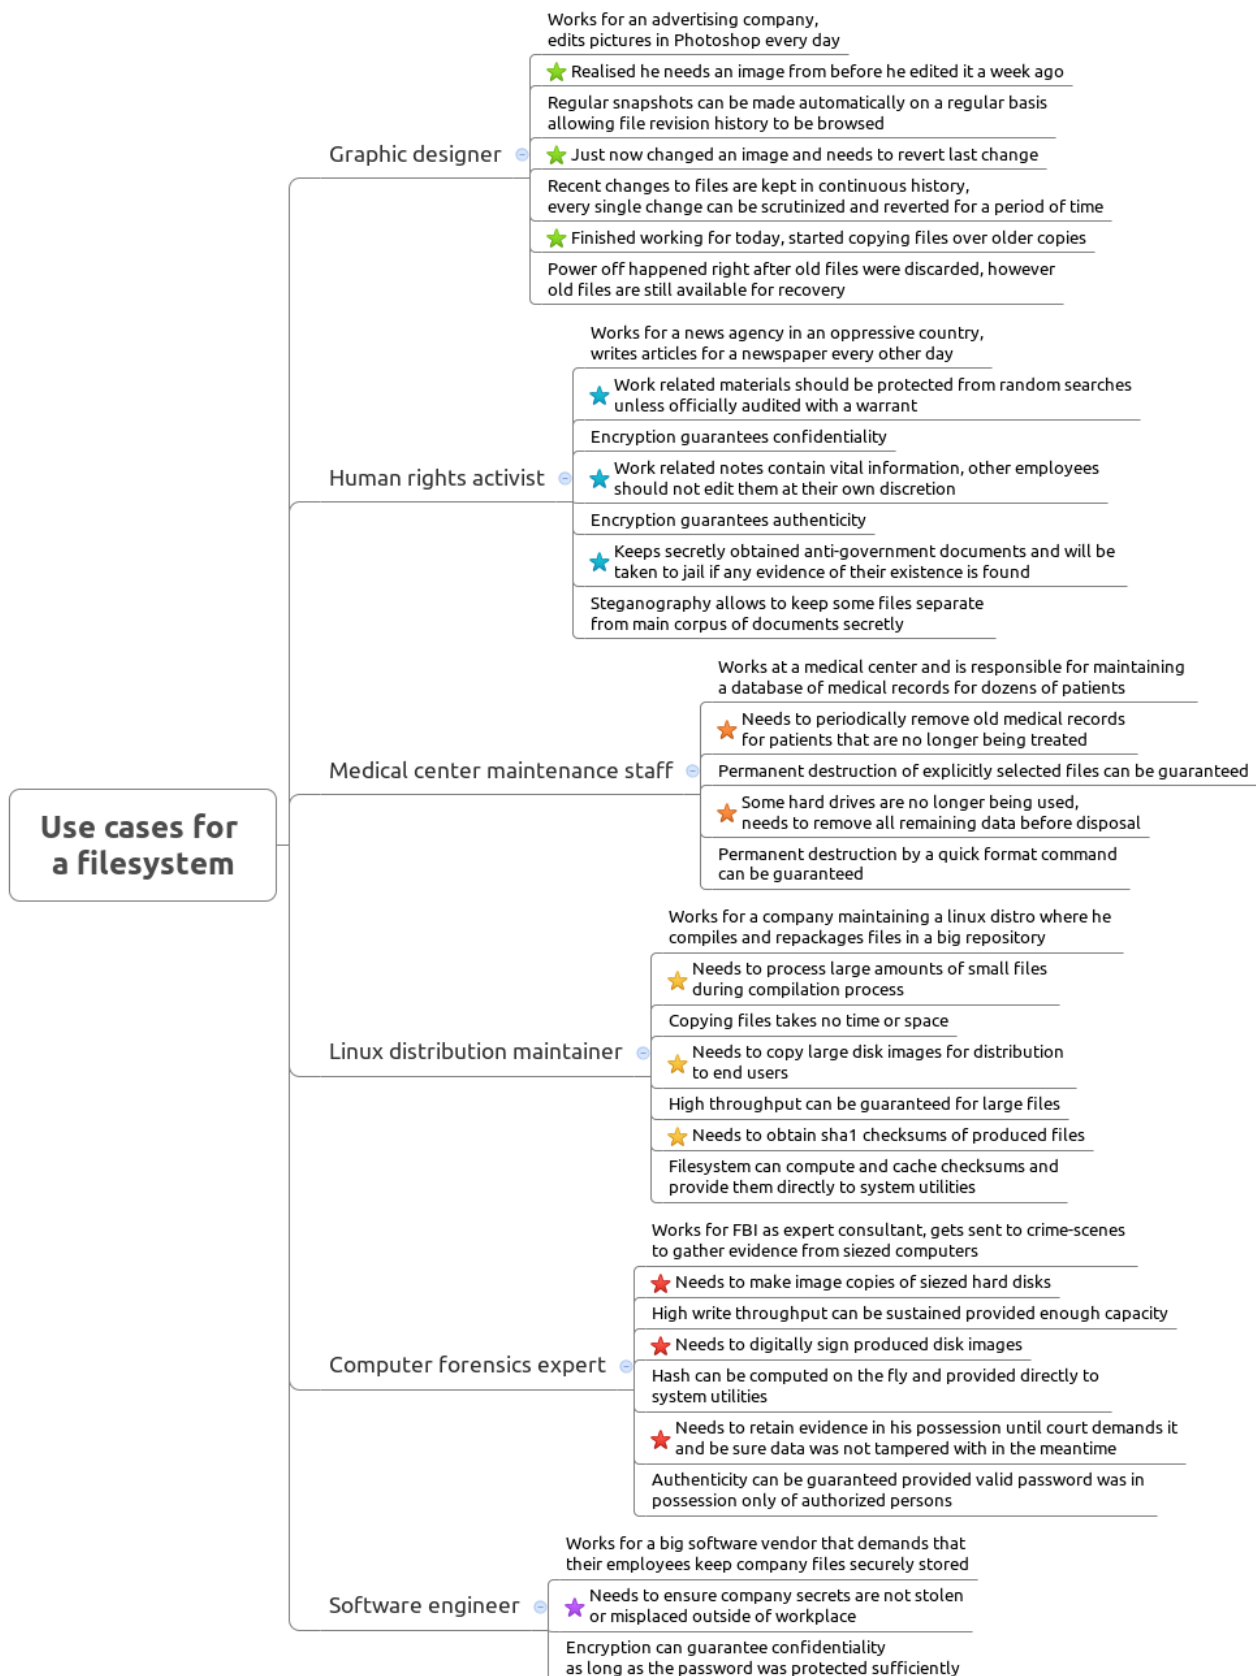 Works for an advertising company,
edits pictures in Photoshop every day
Realised he needs an image from before he edited it a week ago
Regular snapshots can be made automatically on a regular basis
allowing file revision history to be browsed
Graphic designer
Just now changed an image and needs to revert last change
Recent changes to files are kept in continuous history,
every single change can be scrutinized and reverted for a period of time
Finished working for today, started copying files over older copies
Power off happened right after old files were discarded, however
old files are still available for recovery
Works for a news agency in an oppressive country,
writes articles for a newspaper every other day
Work related materials should be protected from random searches
unless officially audited with a warrant
Encryption guarantees confidentiality
Human rights activist
Work related notes contain vital information, other employees
should not edit them at their own discretion
Encryption guarantees authenticity
Keeps secretly obtained anti-government documents and will be
taken to jail if any evidence of their existence is found
Steganography allows to keep some files separate
from main corpus of documents secretly
Works at a medical center and is responsible for maintaining
a database of medical records for dozens of patients
Needs to periodically remove old medical records
for patients that are no longer being treated
Medical center maintenance staff
Permanent destruction of explicitly selected files can be guaranteed
Some hard drives are no longer being used,
needs to remove all remaining data before disposal
Permanent destruction by a quick format command
can be guaranteed
Use cases for
a filesystem
Works for a company maintaining a linux distro where he
compiles and repackages files in a big repository
Needs to process large amounts of small files
during compilation process
Copying files takes no time or space
Linux distribution maintainer
Needs to copy large disk images for distribution
to end users
High throughput can be guaranteed for large files
Needs to obtain sha1 checksums of produced files
Filesystem can compute and cache checksums and
provide them directly to system utilities
Works for FBI as expert consultant, gets sent to crime-scenes
to gather evidence from siezed computers
Needs to make image copies of siezed hard disks
High write throughput can be sustained provided enough capacity
Needs to digitally sign produced disk images
Computer forensics expert
Hash can be computed on the fly and provided directly to
system utilities
Needs to retain evidence in his possession until court demands it
and be sure data was not tampered with in the meantime
Authenticity can be guaranteed provided valid password was in
possession only of authorized persons
Works for a big software vendor that demands that
their employees keep company files securely stored
Software engineer
Needs to ensure company secrets are not stolen
or misplaced outside of workplace
Encryption can guarantee confidentiality
as long as the password was protected sufficiently